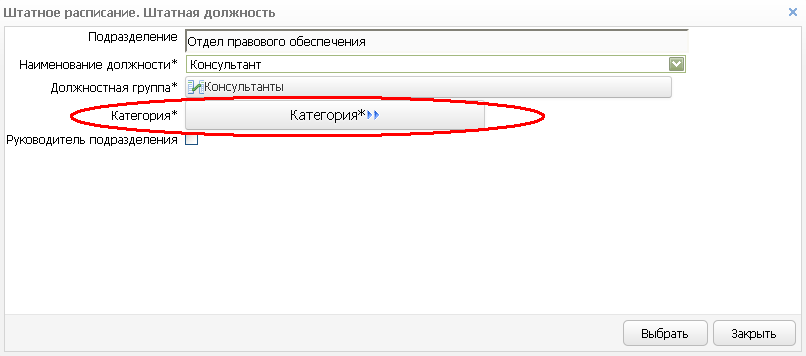 Штатное расписание. Штатная должность
Подразделение Отдел правового обеспечения
Наименование должности* Консультант
Должностная группа* Консультанты
Категория* Категория*
Руководитель подразделения
Выбрать Закрыть